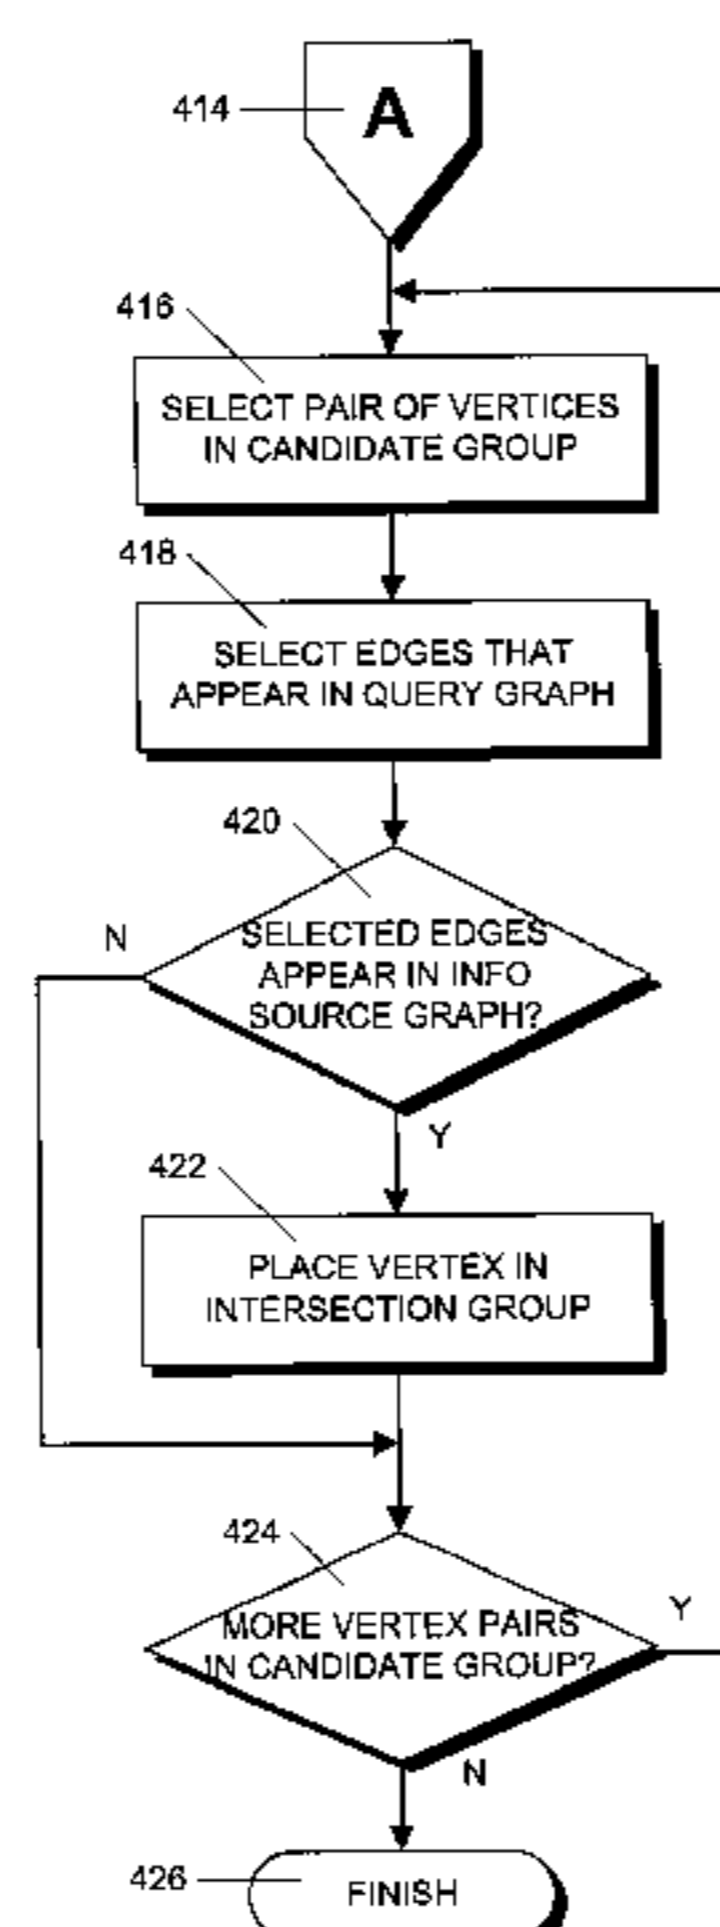 414
A
416
SELECT PAIR OF VERTICES
IN CANDIDATE GROUP
418
SELECT EDGES THAT
APPEAR IN QUERY GRAPH
420
N
SELECTED EDGES
APPEAR IN INFO
SOURCE GRAPH?
Y
422
PLACE VERTEX IN
INTERSECTION GROUP
424
Y
MORE VERTEX PAIRS
IN CANDIDATE GROUP?
N
426
FINISH